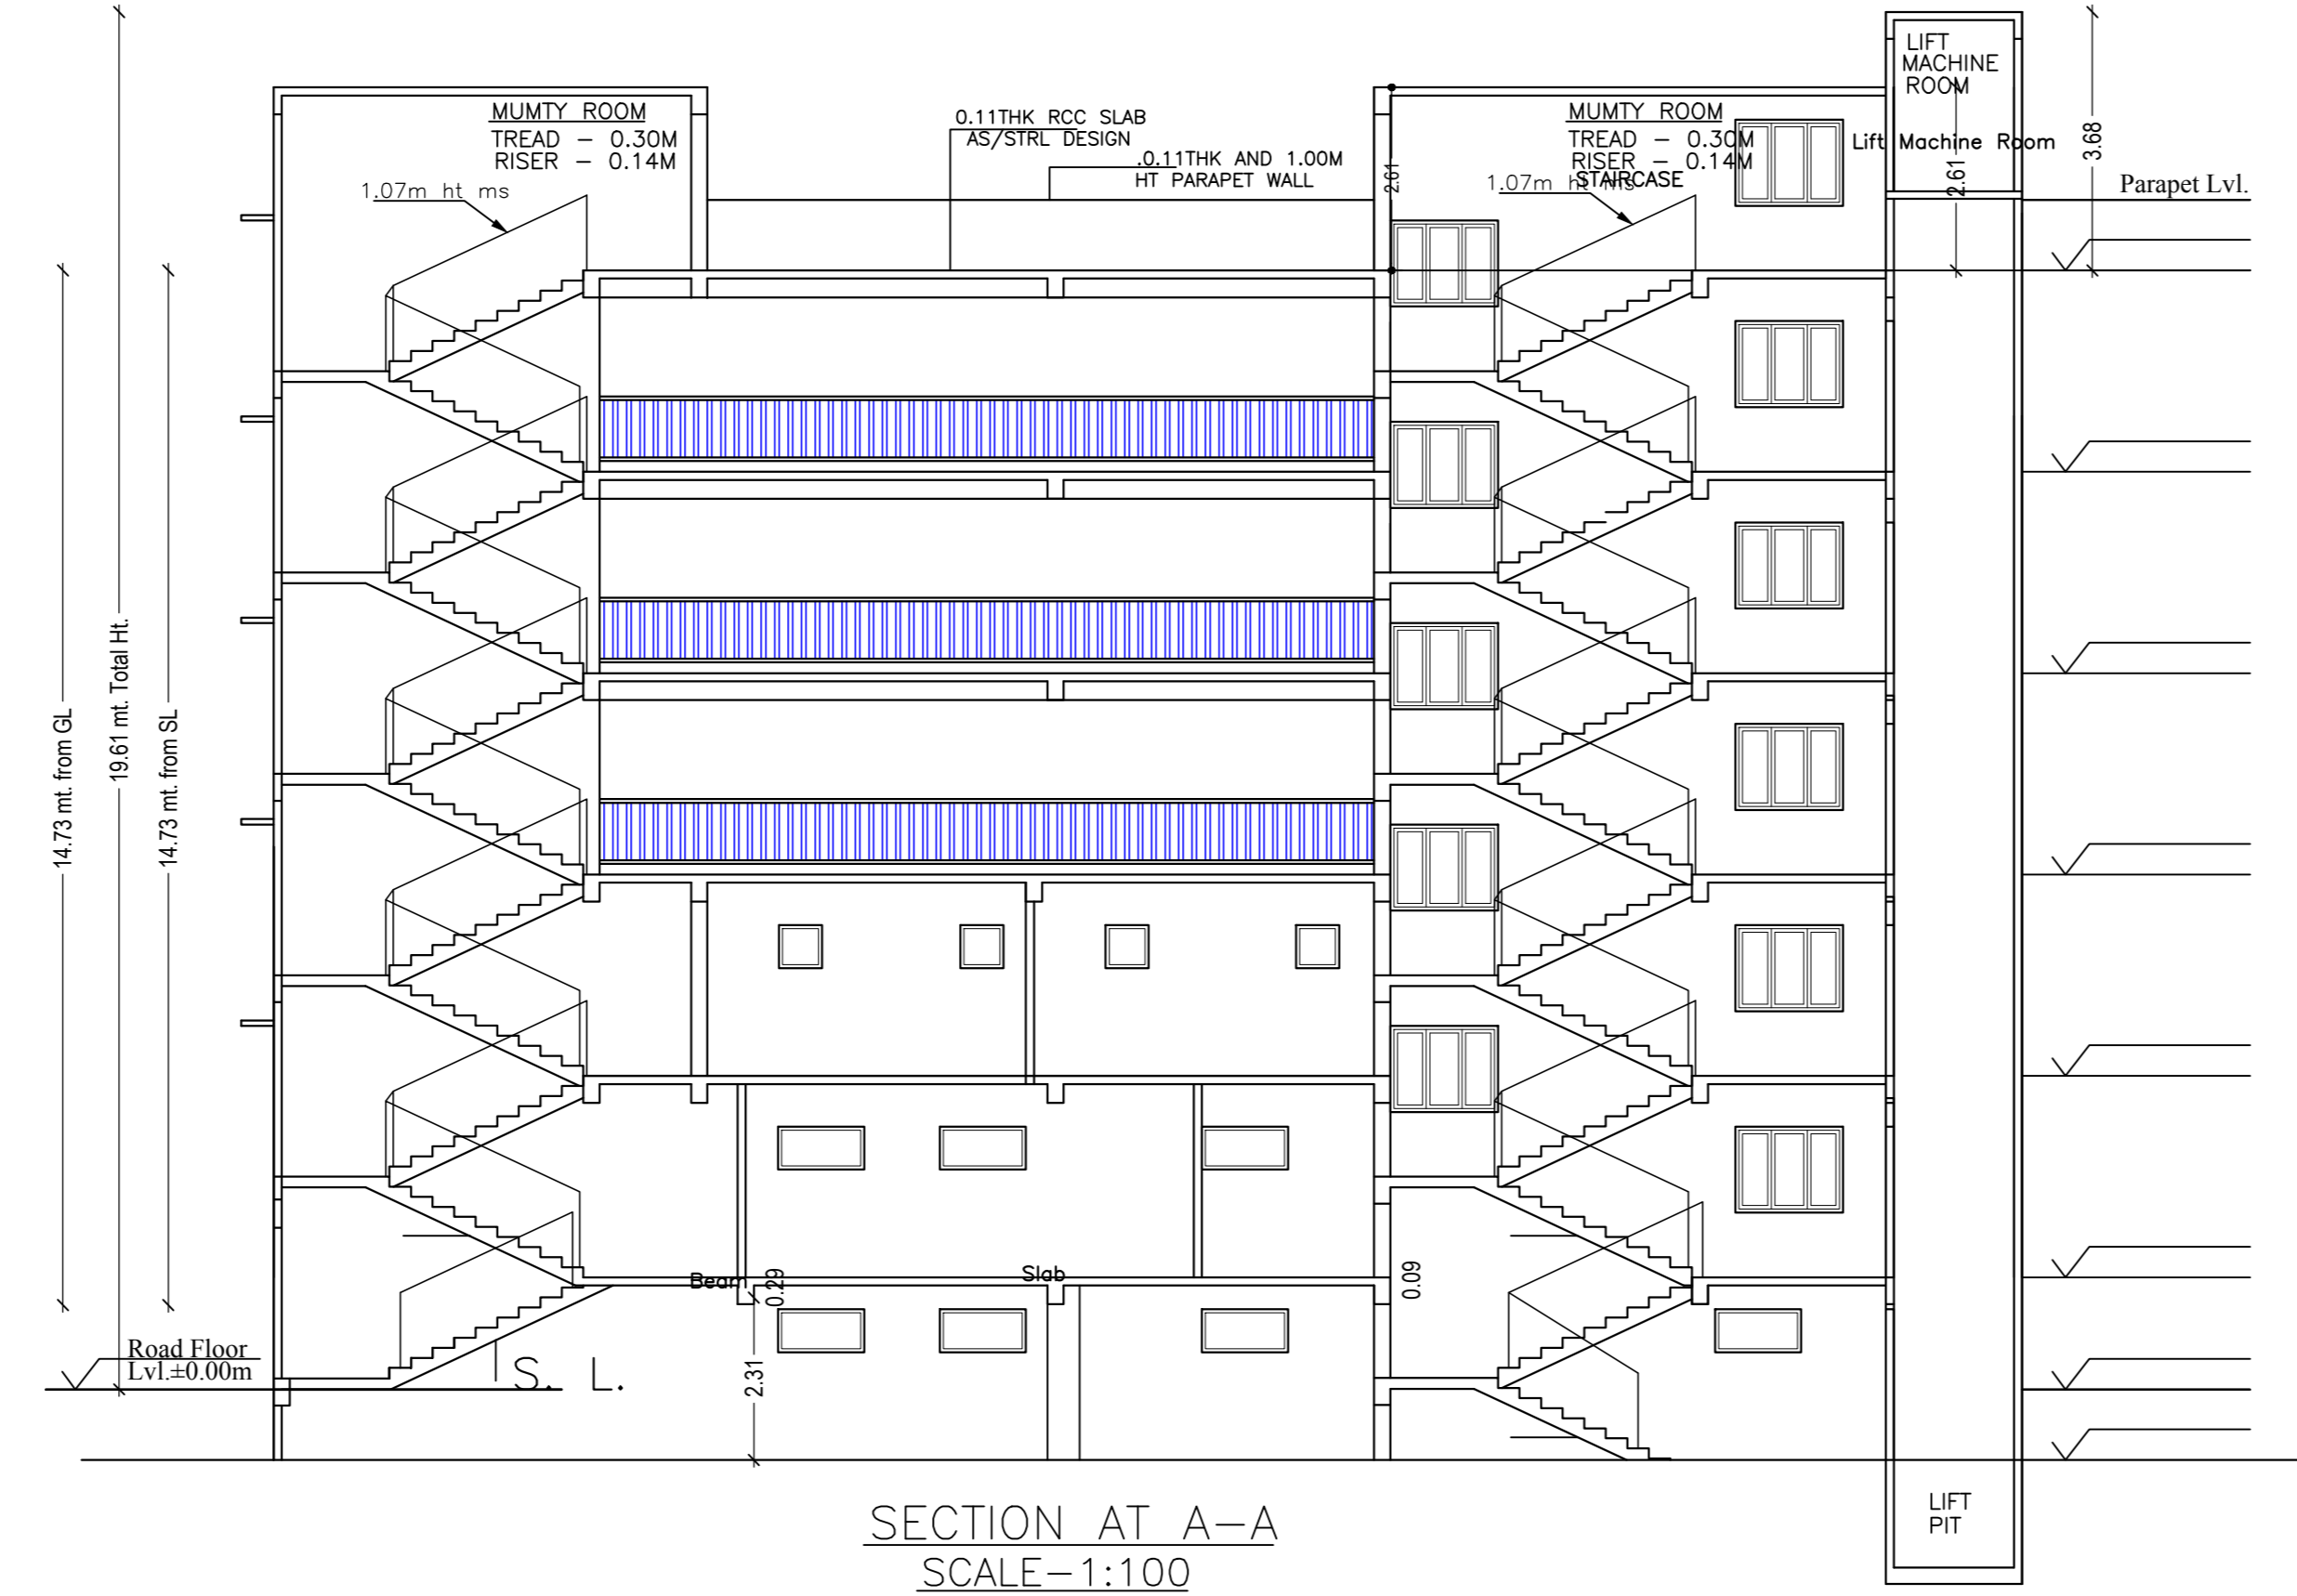 LIFT
MACHINE
ROOM
MUMTY ROOM
TREAD - 0.30M
RISER - 0.14M
1.07m ht ms
0.11THK RCC SLAB
AS/STRL DESIGN
.0.11THK AND 1.00M
HT PARAPET WALL
2.61
MUMTY ROOM
TREAD - 0.30M
RISER - 0.14M
STAIRCASE
1.07m ht ms
Lift Machine Room
2.61
3.68
Parapet Lvl.
14.73 mt. from GL
19.61 mt. Total Ht.
14.73 mt. from SL
Beam
0.29
Slab
0.09
Road Floor
Lvl.±0.00m
S. L.
2.31
LIFT
PIT
SECTION AT A-A
SCALE-1:100